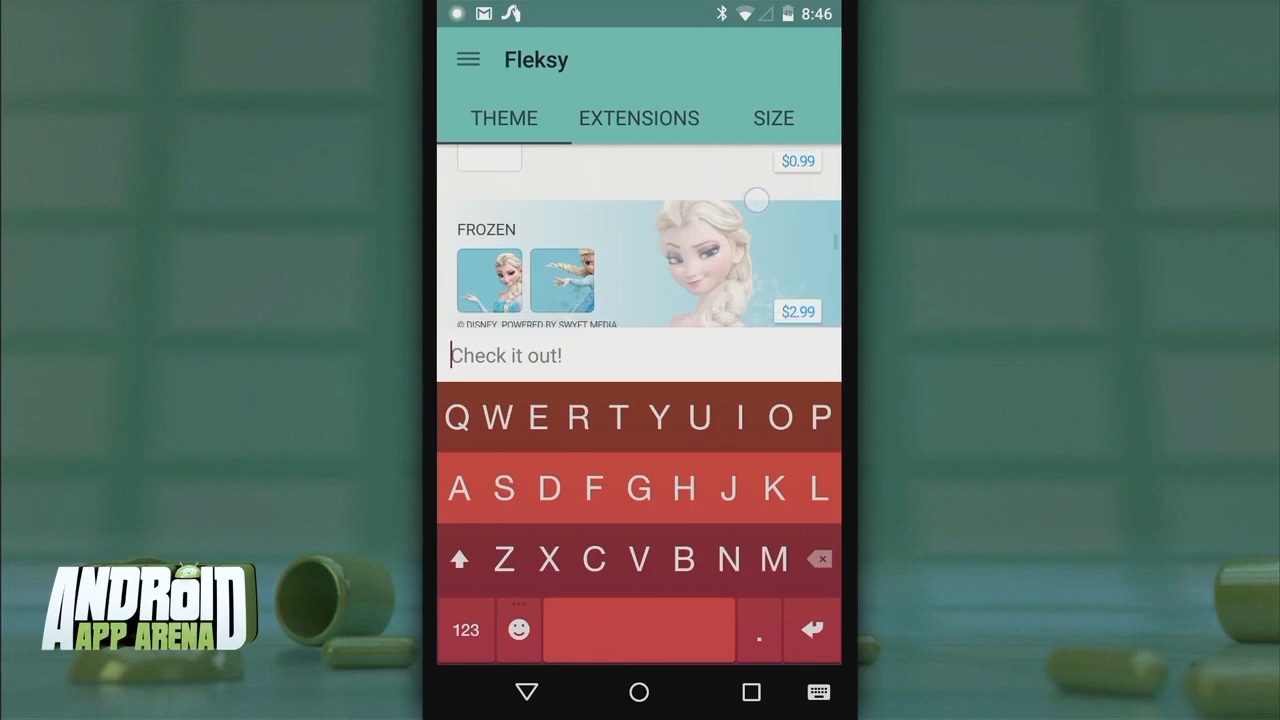 8:46
Fleksy
THEME EXTENSIONS SIZE
$0.99
FROZEN
$2.99
© DISNEY. POWERED BY SWYFT MEDIA
Check it out!
Q W E R T Y U I O P
A S D F G H J K L
Z X C V B N M
123 .
ANDROID
APP ARENA